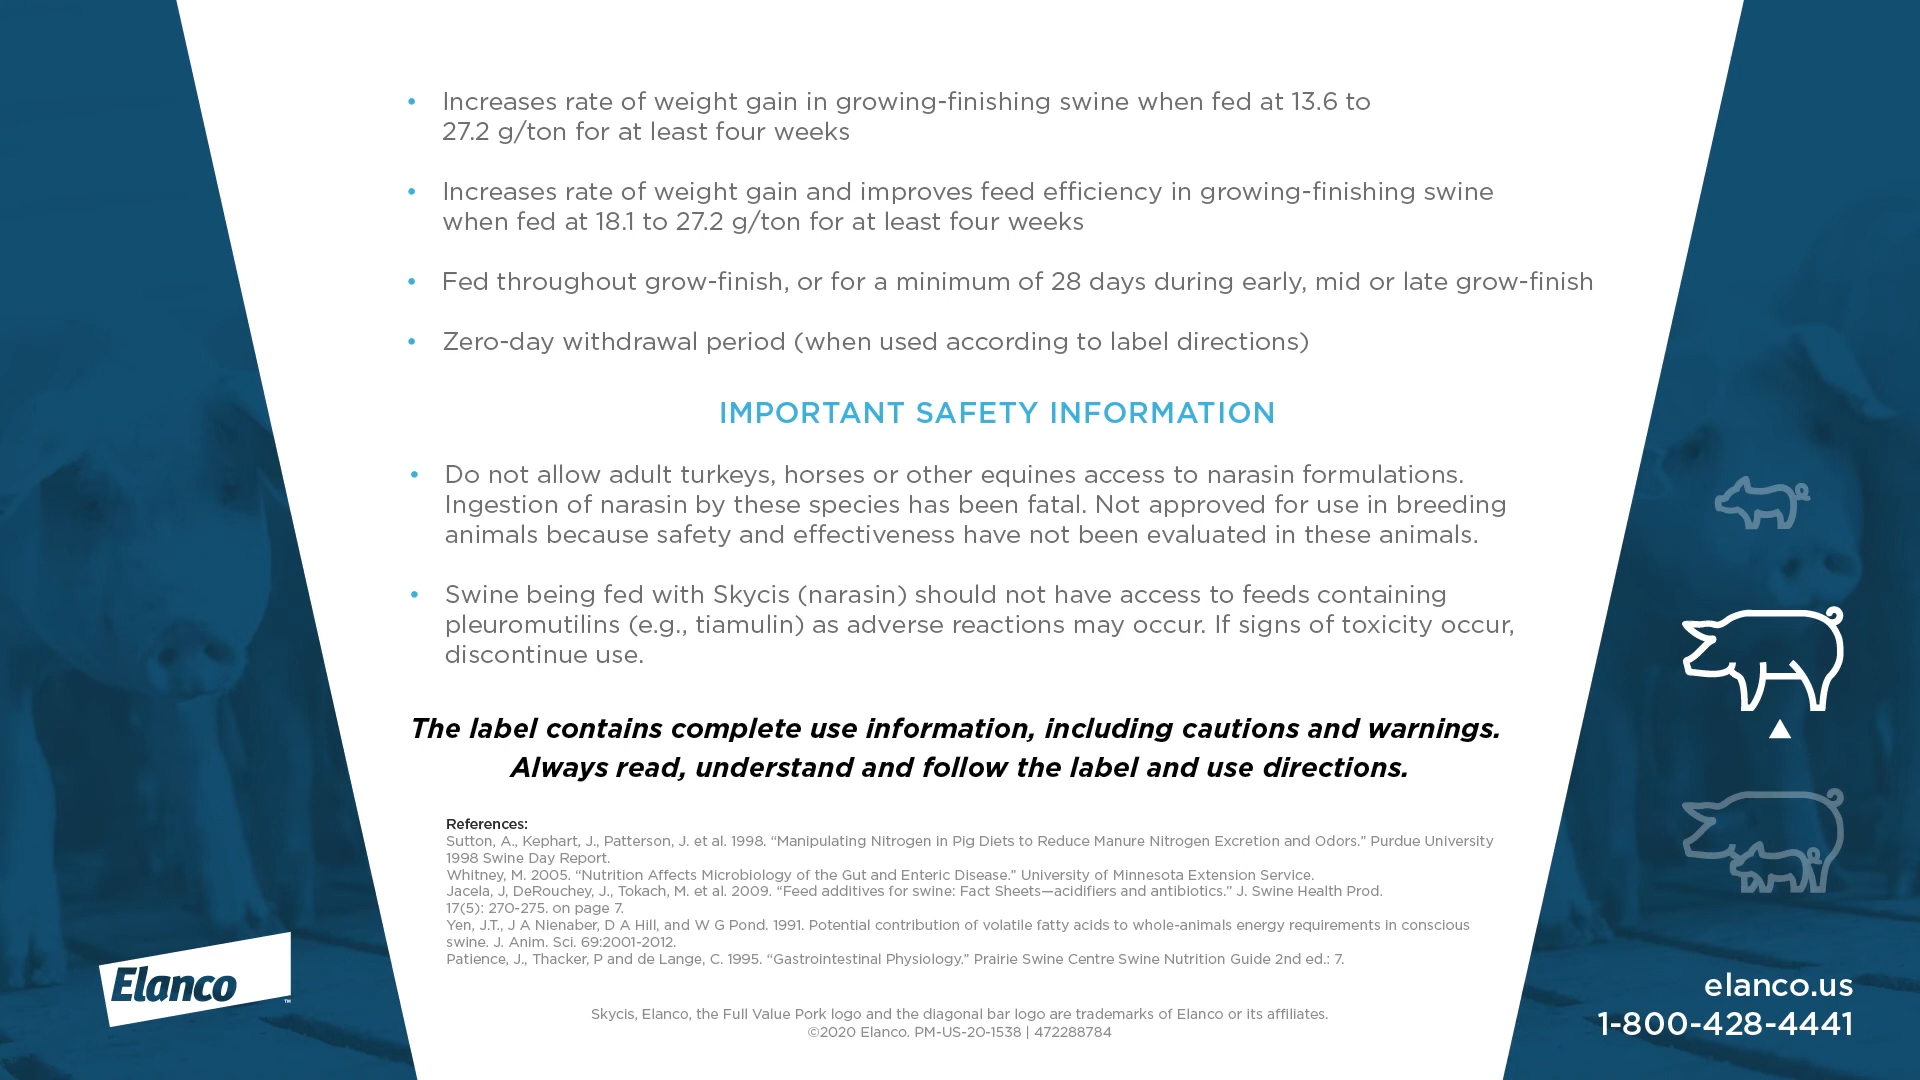 • Increases rate of weight gain in growing-finishing swine when fed at 13.6 to
27.2 g/ton for at least four weeks
• Increases rate of weight gain and improves feed efficiency in growing-finishing swine
when fed at 18.1 to 27.2 g/ton for at least four weeks
• Fed throughout grow-finish, or for a minimum of 28 days during early, mid or late grow-finish
• Zero-day withdrawal period (when used according to label directions)
IMPORTANT SAFETY INFORMATION
• Do not allow adult turkeys, horses or other equines access to narasin formulations.
Ingestion of narasin by these species has been fatal. Not approved for use in breeding
animals because safety and effectiveness have not been evaluated in these animals.
• Swine being fed with Skycis (narasin) should not have access to feeds containing
pleuromutilins (e.g., tiamulin) as adverse reactions may occur. If signs of toxicity occur,
discontinue use.
The label contains complete use information, including cautions and warnings.
Always read, understand and follow the label and use directions.
References:
Sutton, A., Kephart, J., Patterson, J. et al. 1998. “Manipulating Nitrogen in Pig Diets to Reduce Manure Nitrogen Excretion and Odors.” Purdue University
1998 Swine Day Report.
Whitney, M. 2005. “Nutrition Affects Microbiology of the Gut and Enteric Disease.” University of Minnesota Extension Service.
Jacela, J, DeRouchey, J., Tokach, M. et al. 2009. “Feed additives for swine: Fact Sheets—acidifiers and antibiotics.” J. Swine Health Prod.
17(5): 270-275. on page 7.
Yen, J.T., J A Nienaber, D A Hill, and W G Pond. 1991. Potential contribution of volatile fatty acids to whole-animals energy requirements in conscious
swine. J. Anim. Sci. 69:2001-2012.
Patience, J., Thacker, P and de Lange, C. 1995. “Gastrointestinal Physiology.” Prairie Swine Centre Swine Nutrition Guide 2nd ed.: 7.
Skycis, Elanco, the Full Value Pork logo and the diagonal bar logo are trademarks of Elanco or its affiliates.
©2020 Elanco. PM-US-20-1538 | 472288784
Elanco™
elanco.us
1-800-428-4441